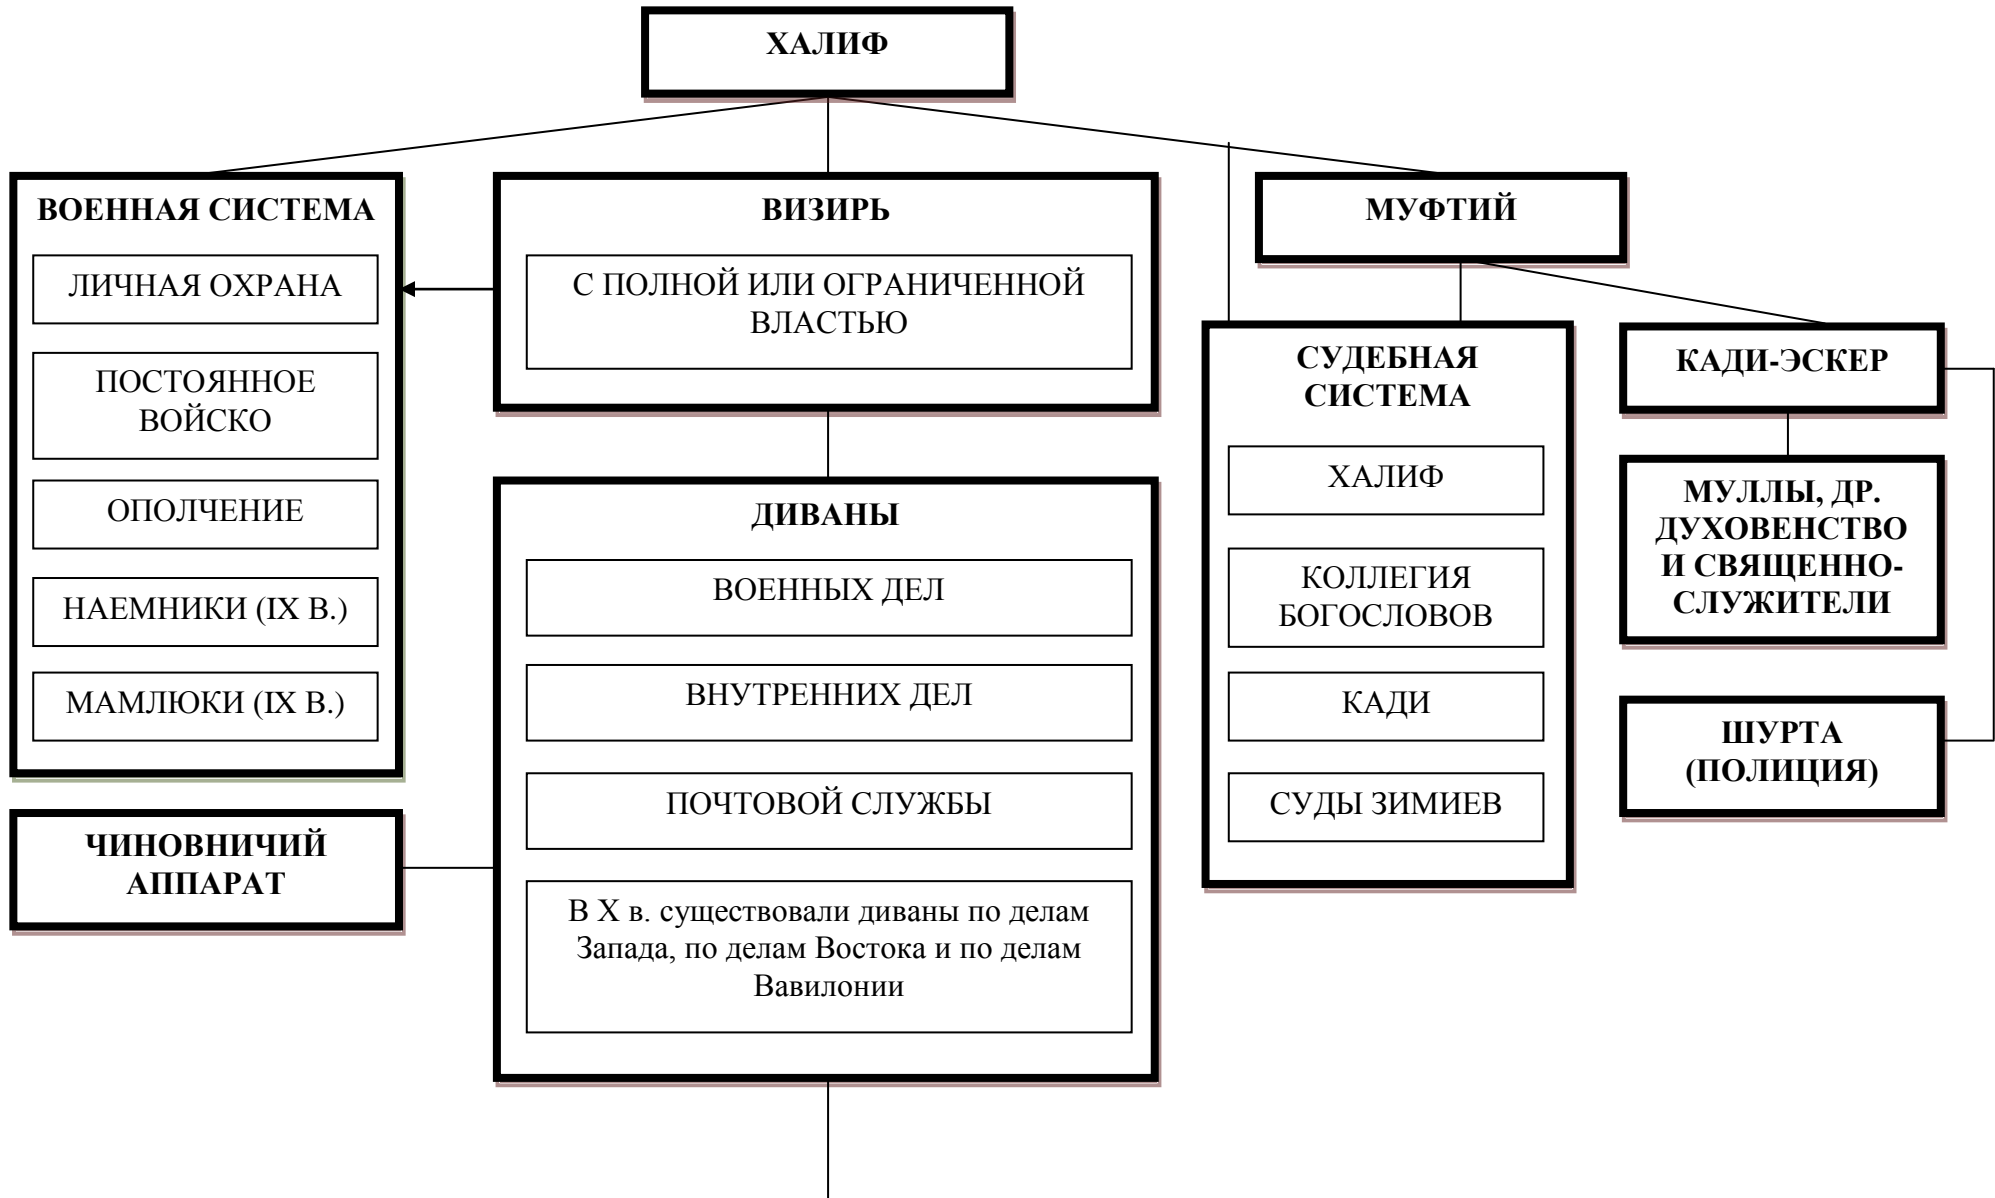 ХАЛИФ
ВОЕННАЯ СИСТЕМА
ЛИЧНАЯ ОХРАНА
ПОСТОЯННОЕ
ВОЙСКО
ОПОЛЧЕНИЕ
НАЕМНИКИ (IX В.)
МАМЛЮКИ (IX В.)
ЧИНОВНИЧИЙ
АППАРАТ
ВИЗИРЬ
С ПОЛНОЙ ИЛИ ОГРАНИЧЕННОЙ
ВЛАСТЬЮ
ДИВАНЫ
ВОЕННЫХ ДЕЛ
ВНУТРЕННИХ ДЕЛ
ПОЧТОВОЙ СЛУЖБЫ
В X в. существовали диваны по делам
Запада, по делам Востока и по делам
Вавилонии
МУФТИЙ
СУДЕБНАЯ
СИСТЕМА
ХАЛИФ
КОЛЛЕГИЯ
БОГОСЛОВОВ
КАДИ
СУДЫ ЗИМИЕВ
КАДИ-ЭСКЕР
МУЛЛЫ, ДР.
ДУХОВЕНСТВО
И СВЯЩЕННО-
СЛУЖИТЕЛИ
ШУРТА
(ПОЛИЦИЯ)